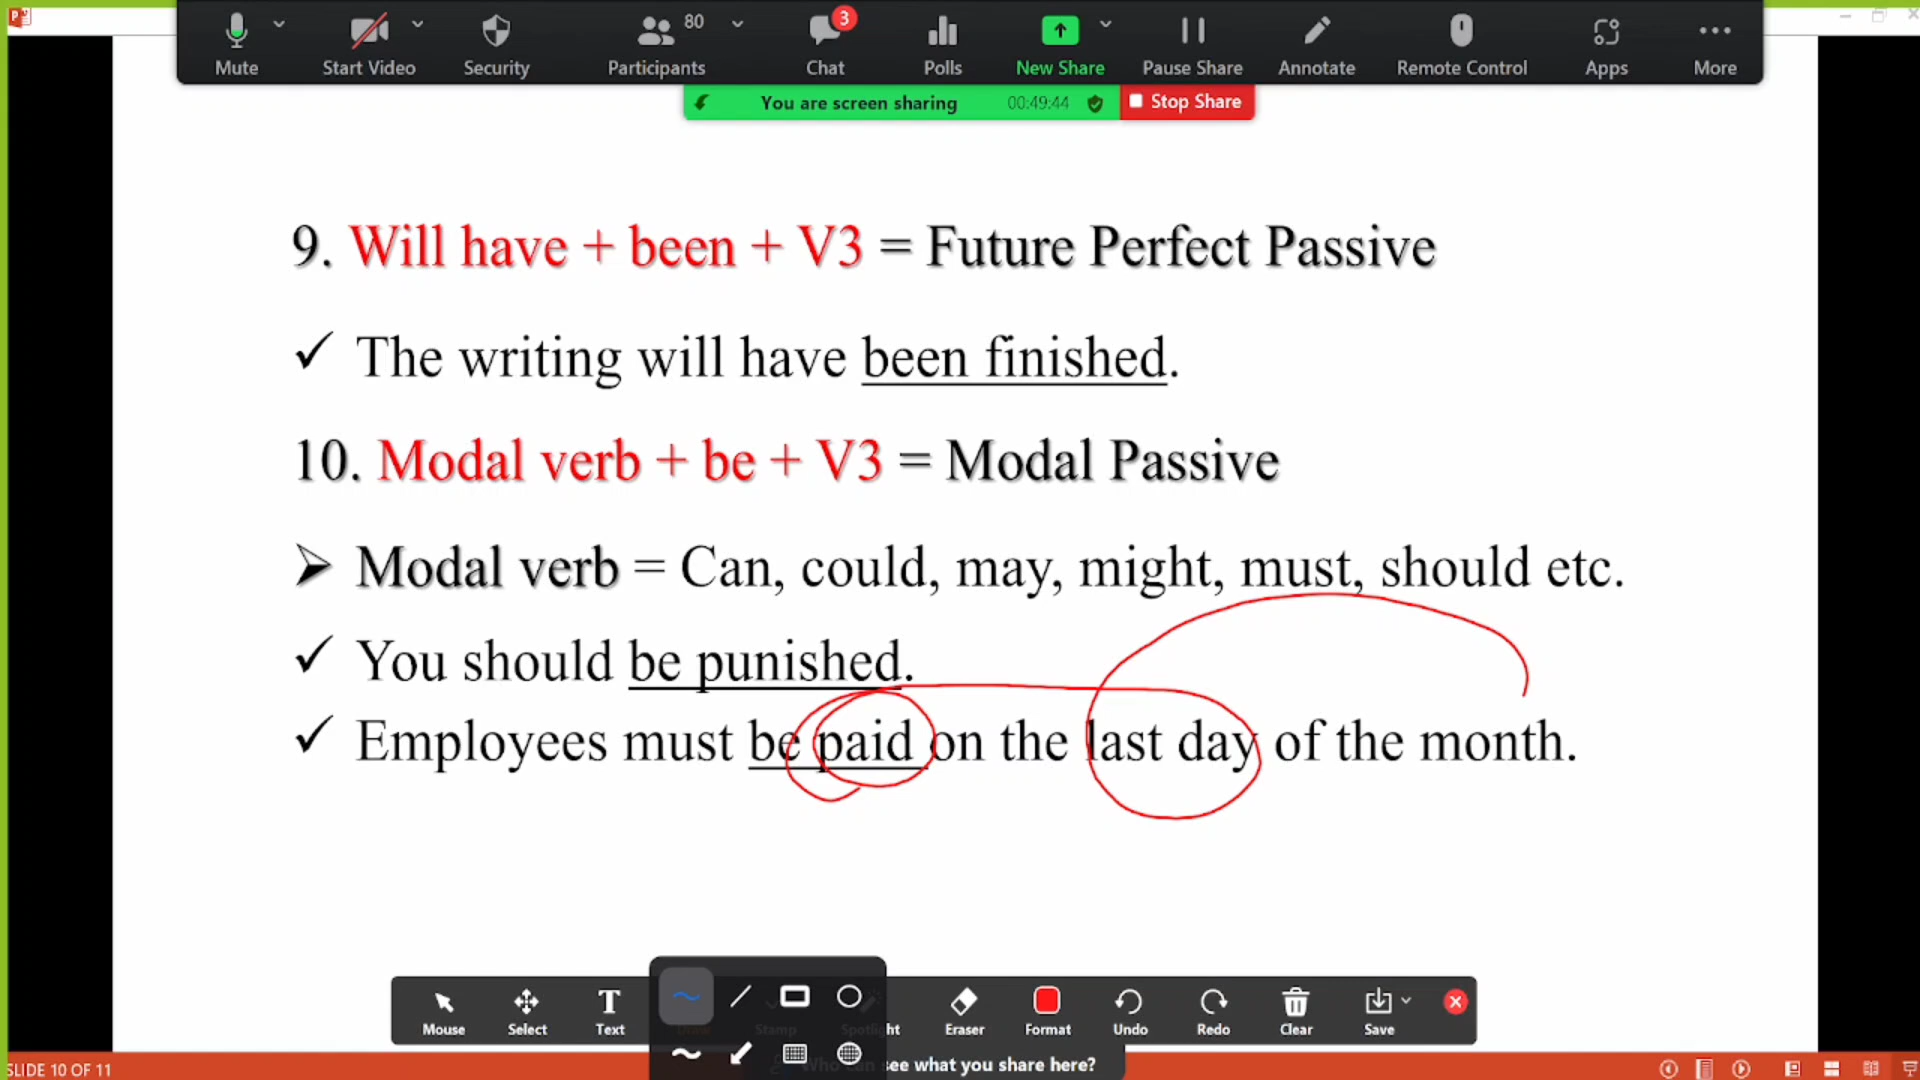 80
3
Mute
Start Video
Security
Participants
Chat
Polls
New Share
Pause Share
Annotate
Remote Control
Apps
More
You are screen sharing 00:49:44 Stop Share
9. Will have + been + V3 = Future Perfect Passive
✓ The writing will have been finished.
10. Modal verb + be + V3 = Modal Passive
➢ Modal verb = Can, could, may, might, must, should etc.
✓ You should be punished.
✓ Employees must be paid on the last day of the month.
Mouse
Select
Text
Draw
Stamp
Spotlight
Eraser
Format
Undo
Redo
Clear
Save
Who can see what you share here?
SLIDE 10 OF 11